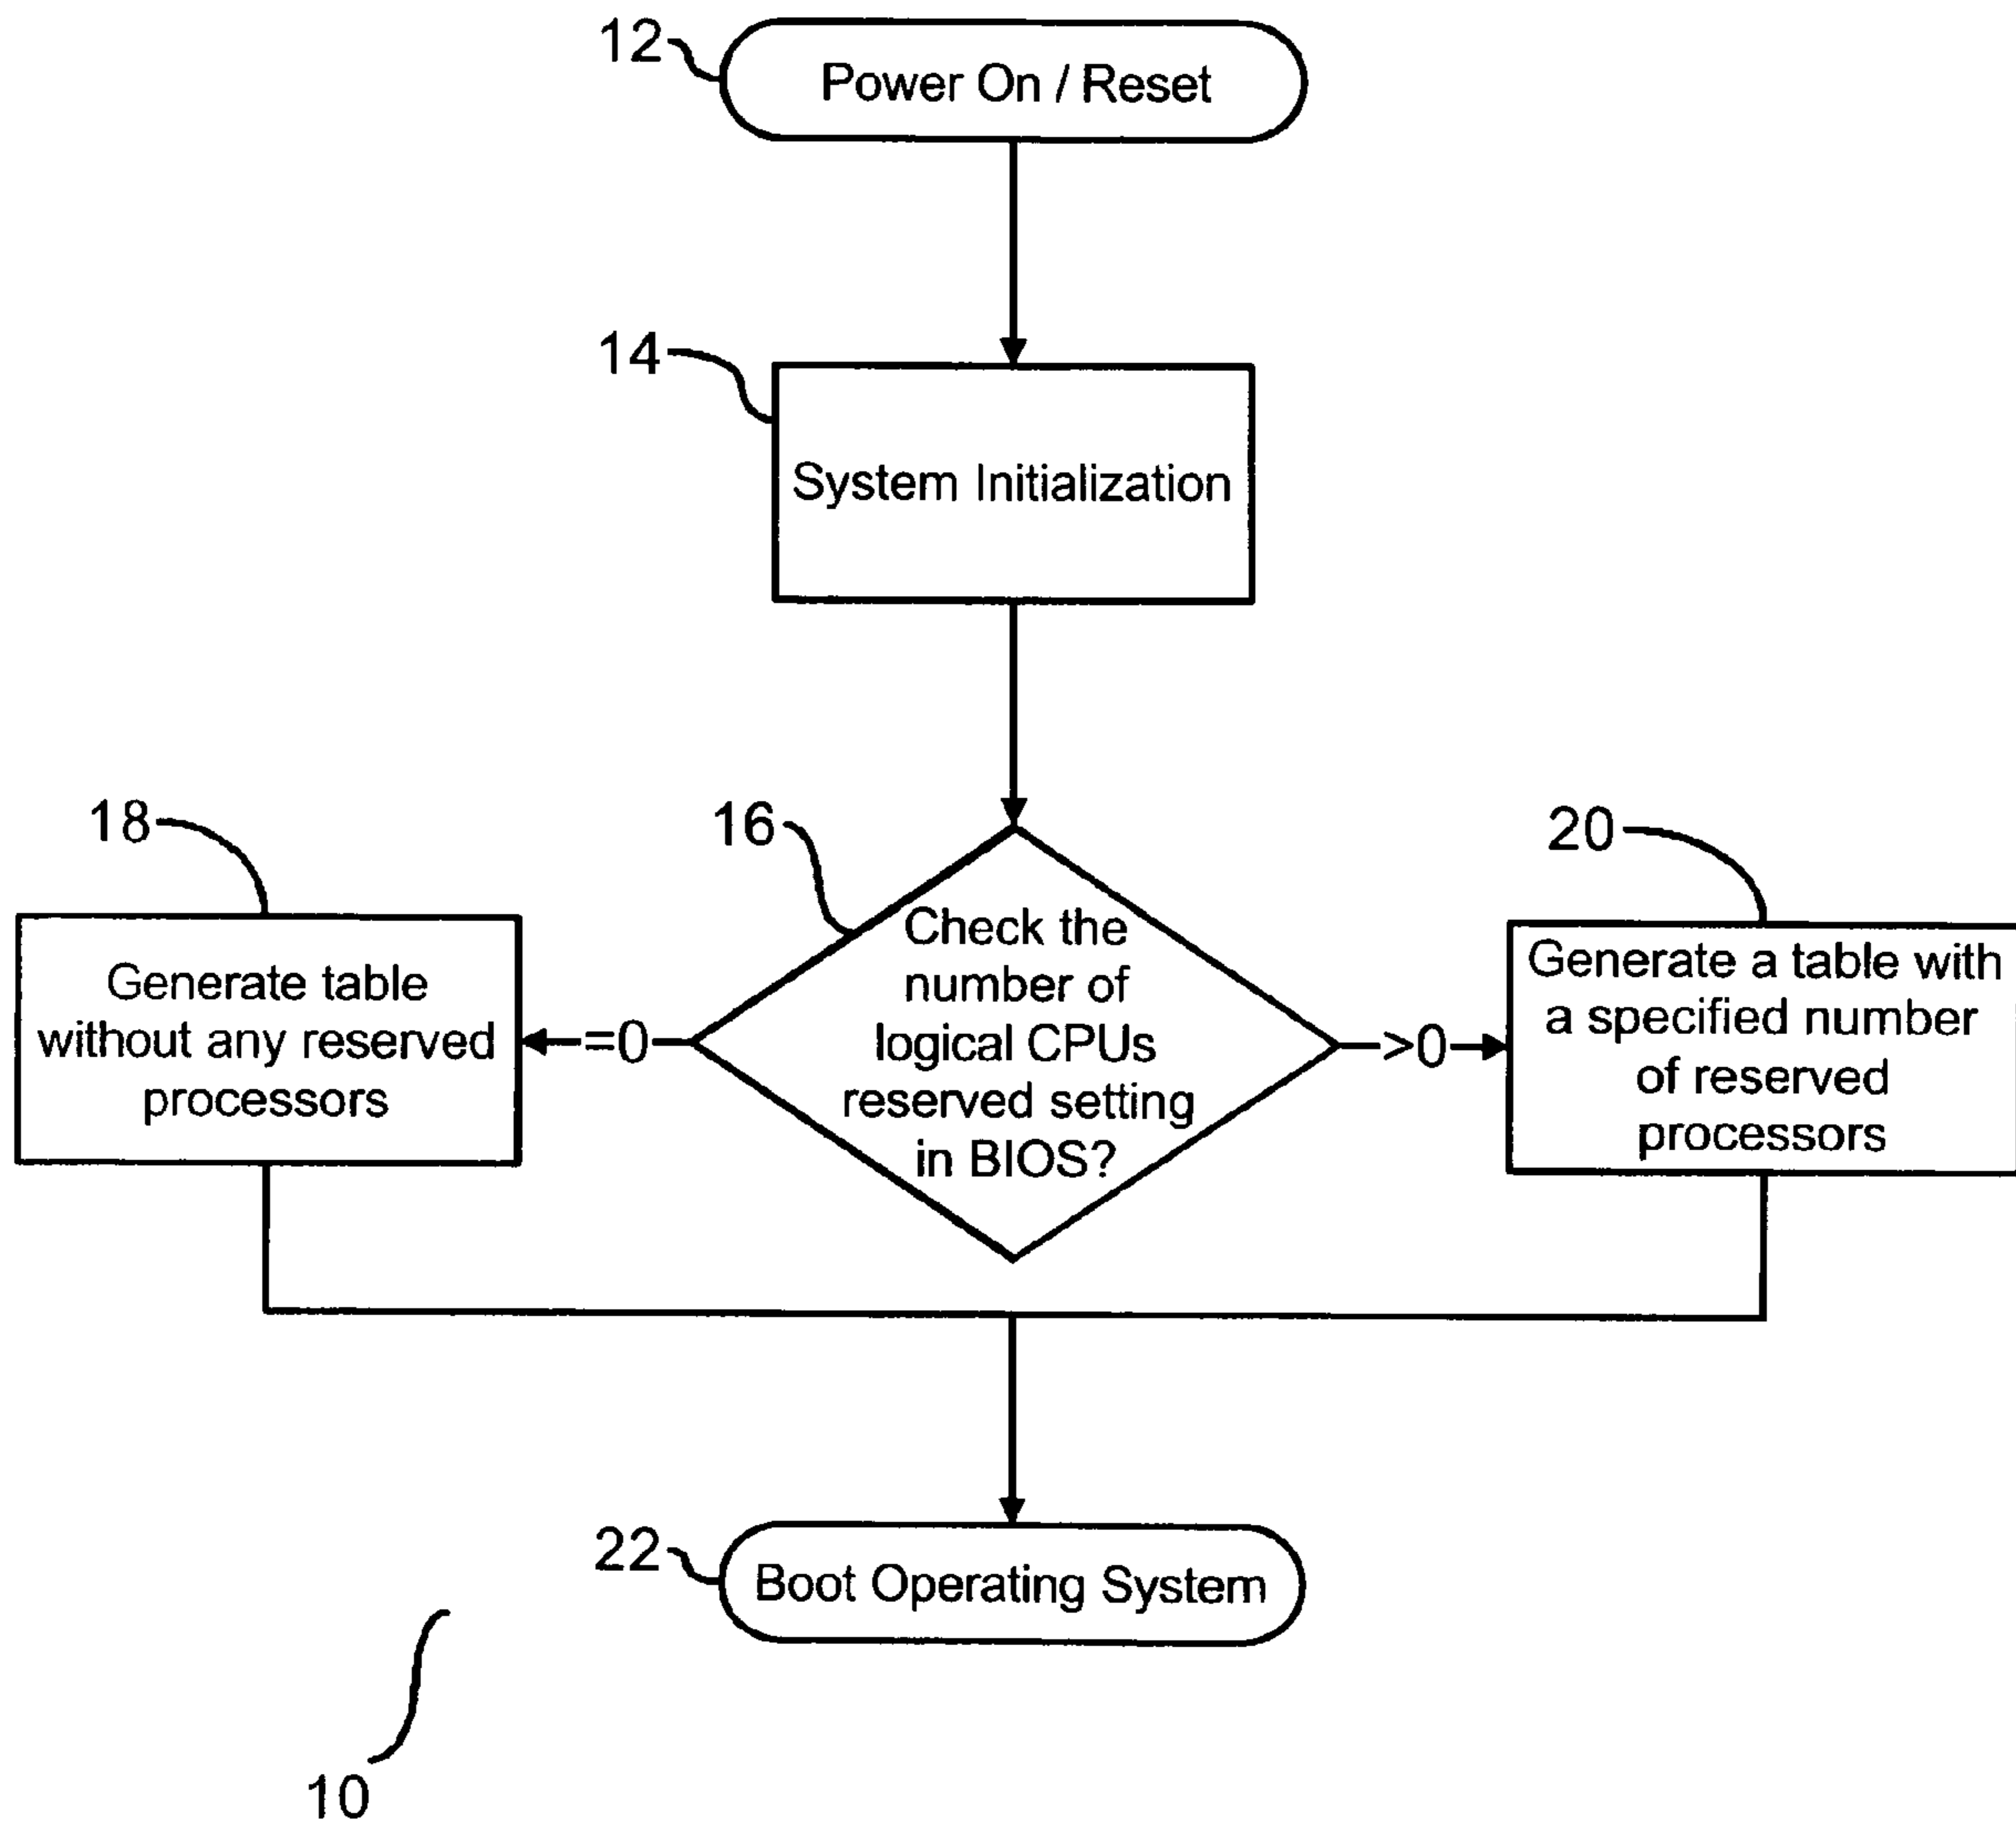 12
Power On / Reset
14
System Initialization
18
16
20
Generate table
without any reserved
processors
=0
Check the
number of
logical CPUs
reserved setting
in BIOS?
>0
Generate a table with
a specified number
of reserved
processors
22
Boot Operating System
10